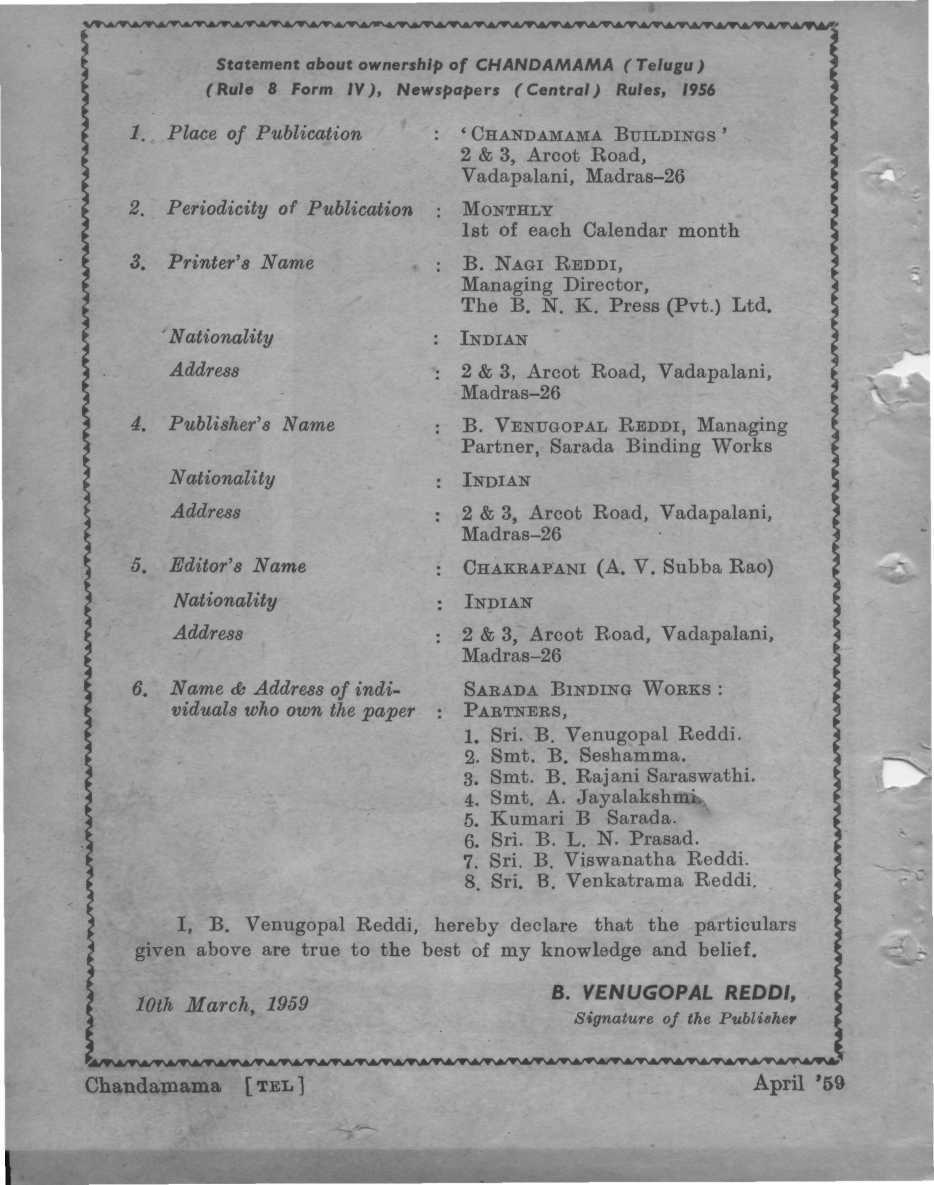 Statement about ownership of CHANDAMAMA ( Telugu )
(Rule 8 Form IV), Newspapers (Central) Rules, 1956
1. Place of Publication : ‘ CHANDAMAMA BUILDINGS ’
2 & 3, Arcot Road,
Vadapalani, Madras–26
2. Periodicity of Publication : MONTHLY
1st of each Calendar month
3. Printer's Name : B. NAGI REDDI,
Managing Director,
The B. N. K. Press (Pvt.) Ltd.
Nationality : INDIAN
Address : 2 & 3, Arcot Road, Vadapalani,
Madras–26
4. Publisher's Name : B. VENUGOPAL REDDI, Managing
Partner, Sarada Binding Works
Nationality : INDIAN
Address : 2 & 3, Arcot Road, Vadapalani,
Madras–26
5. Editor's Name : CHAKRAPANI (A. V. Subba Rao)
Nationality : INDIAN
Address : 2 & 3, Arcot Road, Vadapalani,
Madras–26
6. Name & Address of indi- SARADA BINDING WORKS :
viduals who own the paper : PARTNERS,
1. Sri. B. Venugopal Reddi.
2. Smt. B. Seshamma.
3. Smt. B. Rajani Saraswathi.
4. Smt. A. Jayalakshmi.
5. Kumari B Sarada.
6. Sri. B. L. N. Prasad.
7. Sri. B. Viswanatha Reddi.
8. Sri. B. Venkatrama Reddi.
I, B. Venugopal Reddi, hereby declare that the particulars
given above are true to the best of my knowledge and belief.
10th March, 1959 B. VENUGOPAL REDDI,
Signature of the Publisher
Chandamama [ TEL ] April '59